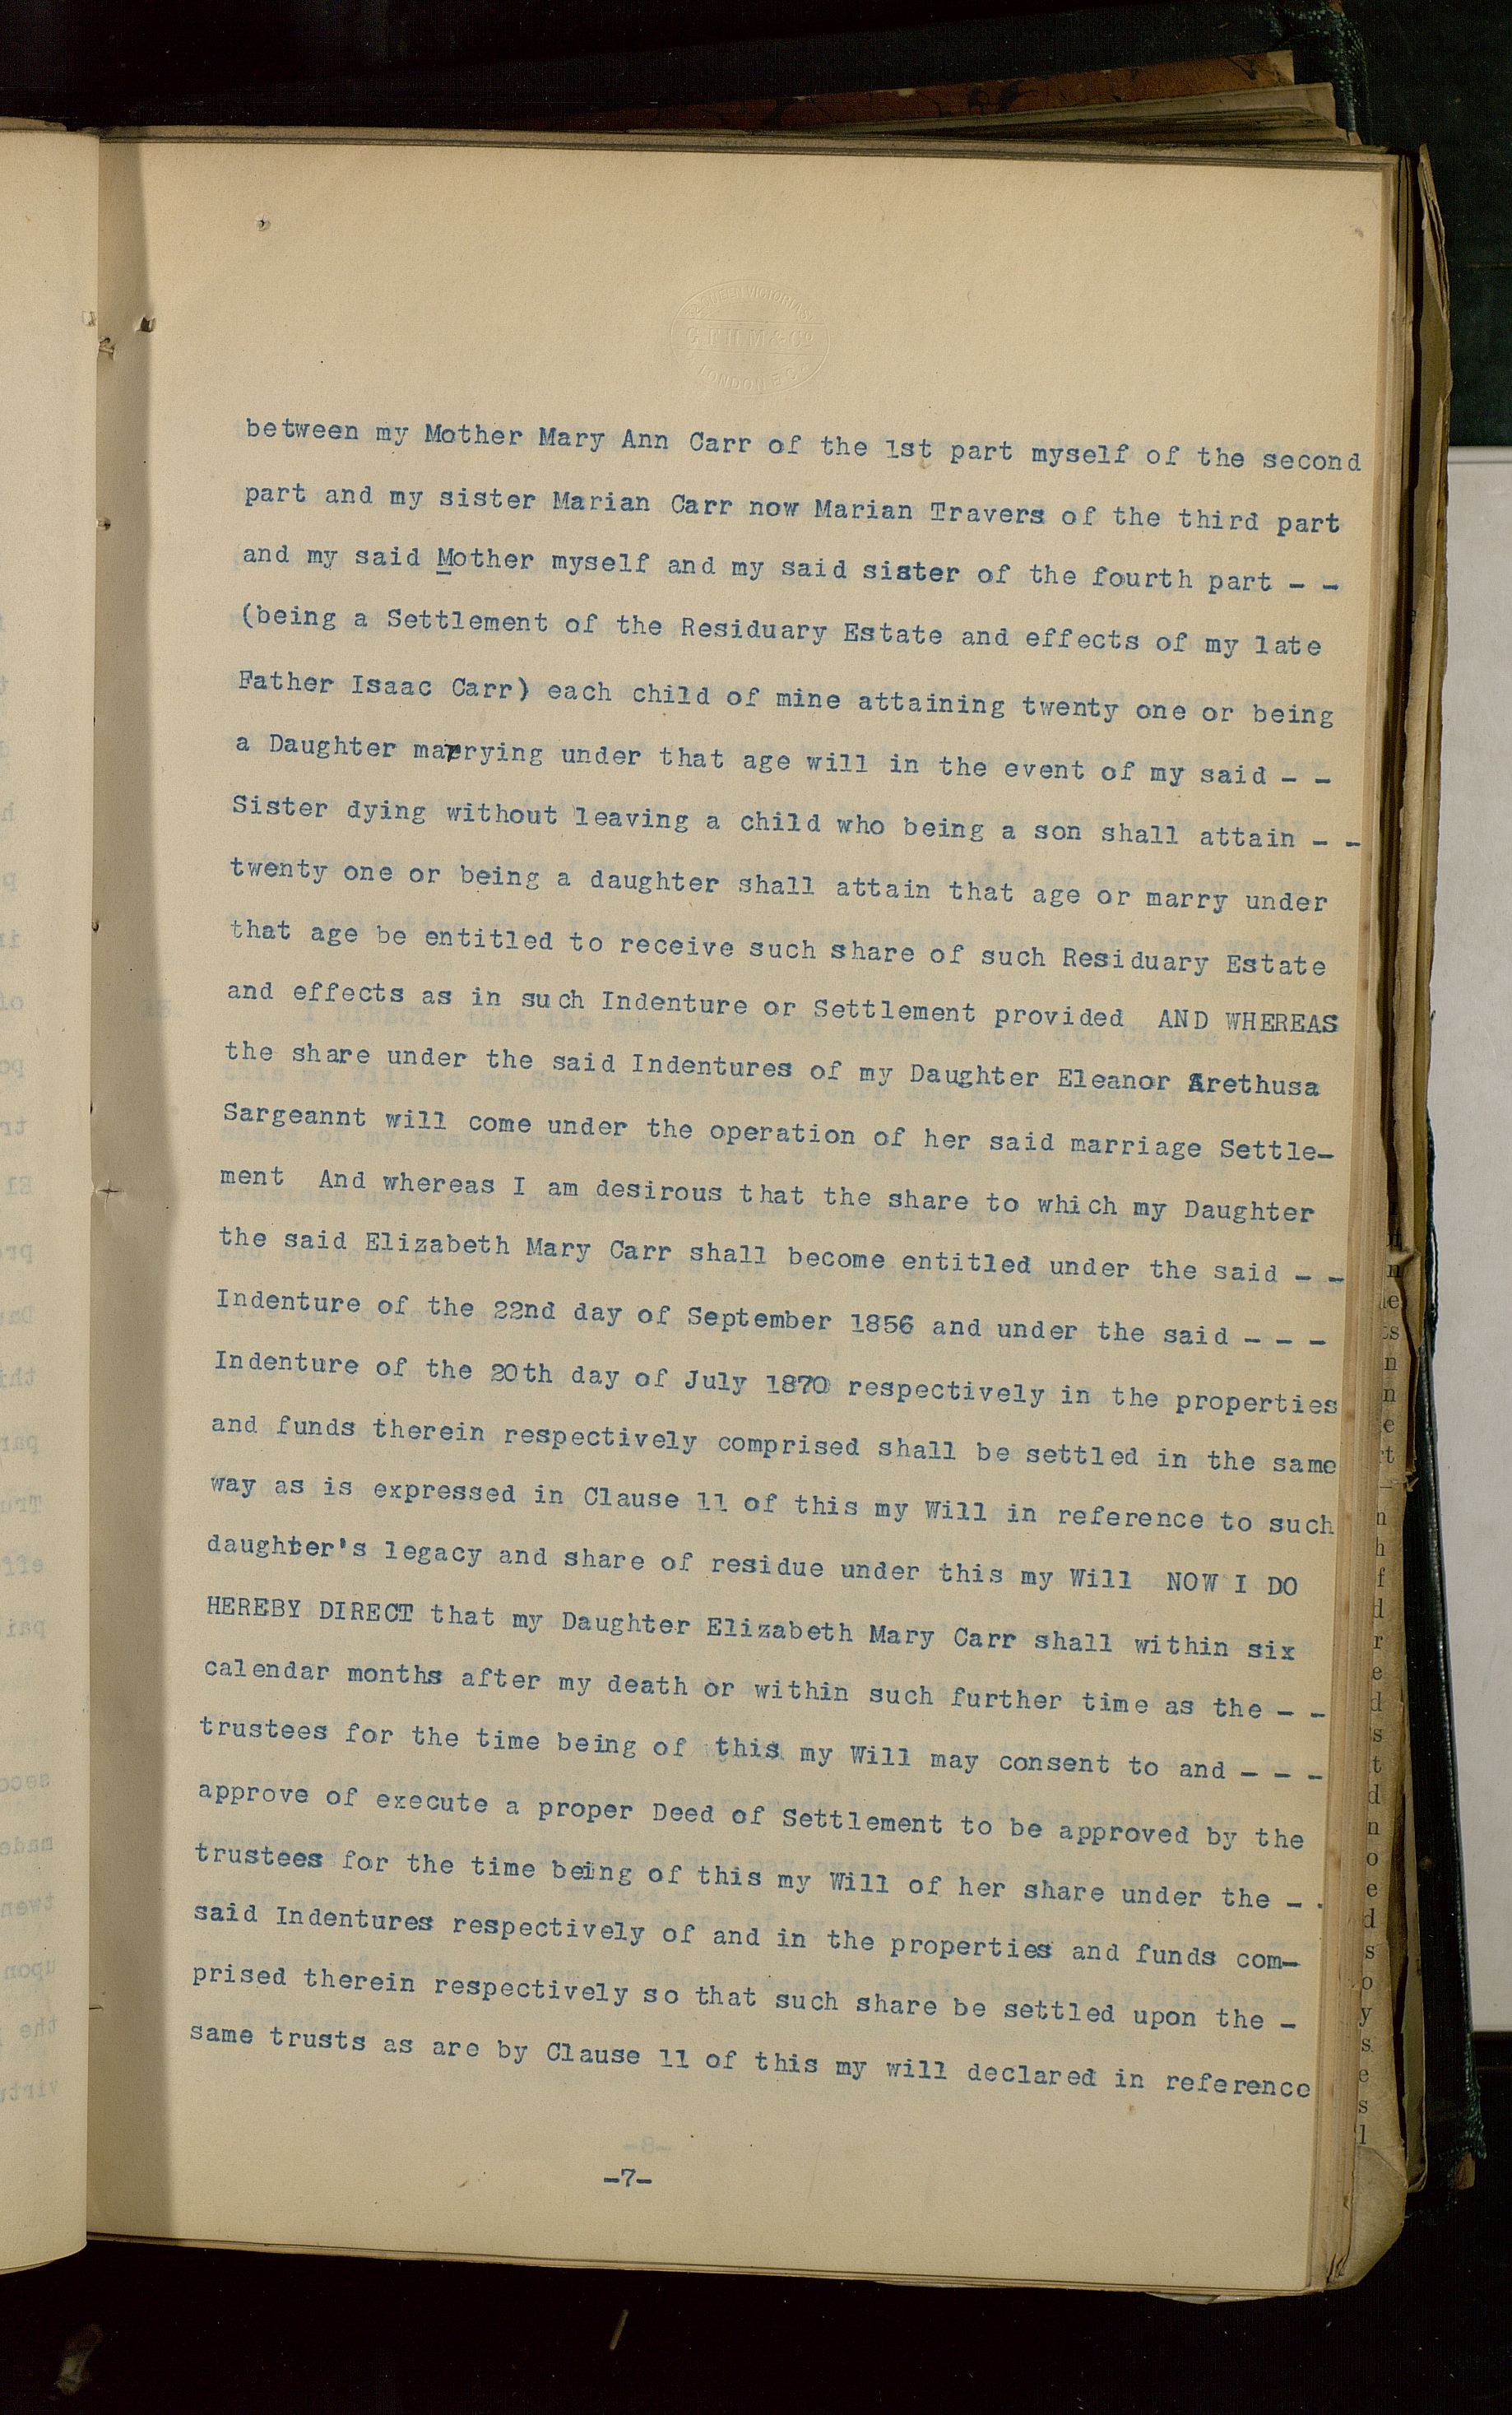 between my Mother Mary Ann Carr of the 1st part myself of the second
part and my sister Marian Carr now Marian Travers of the third part
and my said Mother myself and my said sister of the fourth part - -
(being a Settlement of the Residuary Estate and effects of my late
Father Isaac Carr) each child of mine attaining twenty one or being
a Daughter marrying under that age will in the event of my said - -
Sister dying without leaving a child who being a son shall attain - -
twenty one or being a daughter shall attain that age or marry under
that age be entitled to receive such share of such Residuary Estate
and effects as in such Indenture or Settlement provided AND WHEREAS
the share under the said Indentures of my Daughter Eleanor Arethusa
Sargeannt will come under the operation of her said marriage Settle-
ment And whereas I am desirous that the share to which my Daughter
the said Elizabeth Mary Carr shall become entitled under the said - -
Indenture of the 22nd day of September 1856 and under the said - - -
Indenture of the 20th day of July 1870 respectively in the properties
and funds therein respectively comprised shall be settled in the same
way as is expressed in Clause 11 of this my Will in reference to such
daughter's legacy and share of residue under this my Will NOW I DO
HEREBY DIRECT that my Daughter Elizabeth Mary Carr shall within six
calendar months after my death or within such further time as the - -
trustees for the time being of this my Will may consent to and - - -
approve of execute a proper Deed of Settlement to be approved by the
trustees for the time being of this my Will of her share under the - -
said Indentures respectively of and in the properties and funds com-
prised therein respectively so that such share be settled upon the -
same trusts as are by Clause 11 of this my will declared in reference
-7-